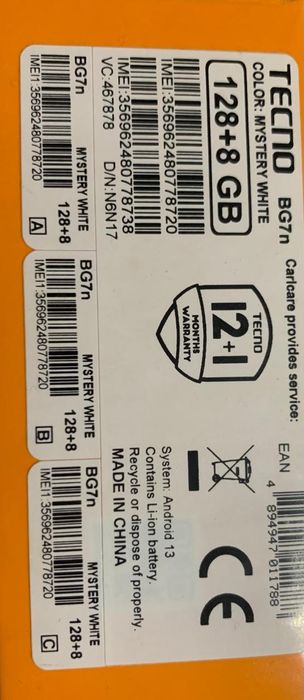 TECNO BG7n Carlcare provides service:
COLOR: MYSTERY WHITE
128+8 GB
IMEI:356962480778720
IMEI:356962480778738
VC:467878 D/N:N6N17
TECNO
12+1
MONTHS
WARRANTY
EAN
4 894947 011788
CE
System: Android 13
Contains Li-ion battery.
Recycle or dispose of properly.
MADE IN CHINA
BG7n MYSTERY WHITE
128+8
IMEI1:356962480778720
A
BG7n MYSTERY WHITE
128+8
IMEI1:356962480778720
B
BG7n MYSTERY WHITE
128+8
IMEI1:356962480778720
C